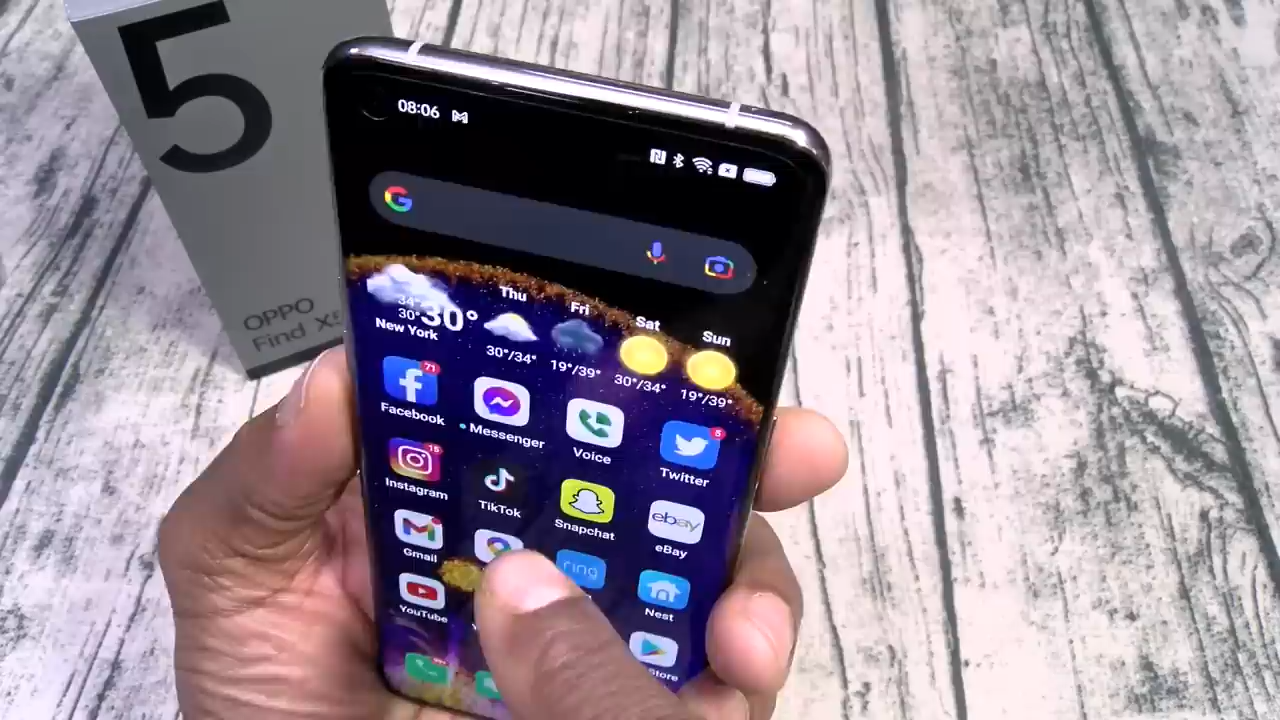 5
OPPO
Find X5
08:06
34°
30°
30°
New York
Thu
30°/34°
Fri
19°/39°
Sat
30°/34°
Sun
19°/39°
71
Facebook
Messenger
Voice
5
Twitter
15
Instagram
TikTok
Snapchat
ebay
eBay
Gmail
ring
Nest
YouTube
Store